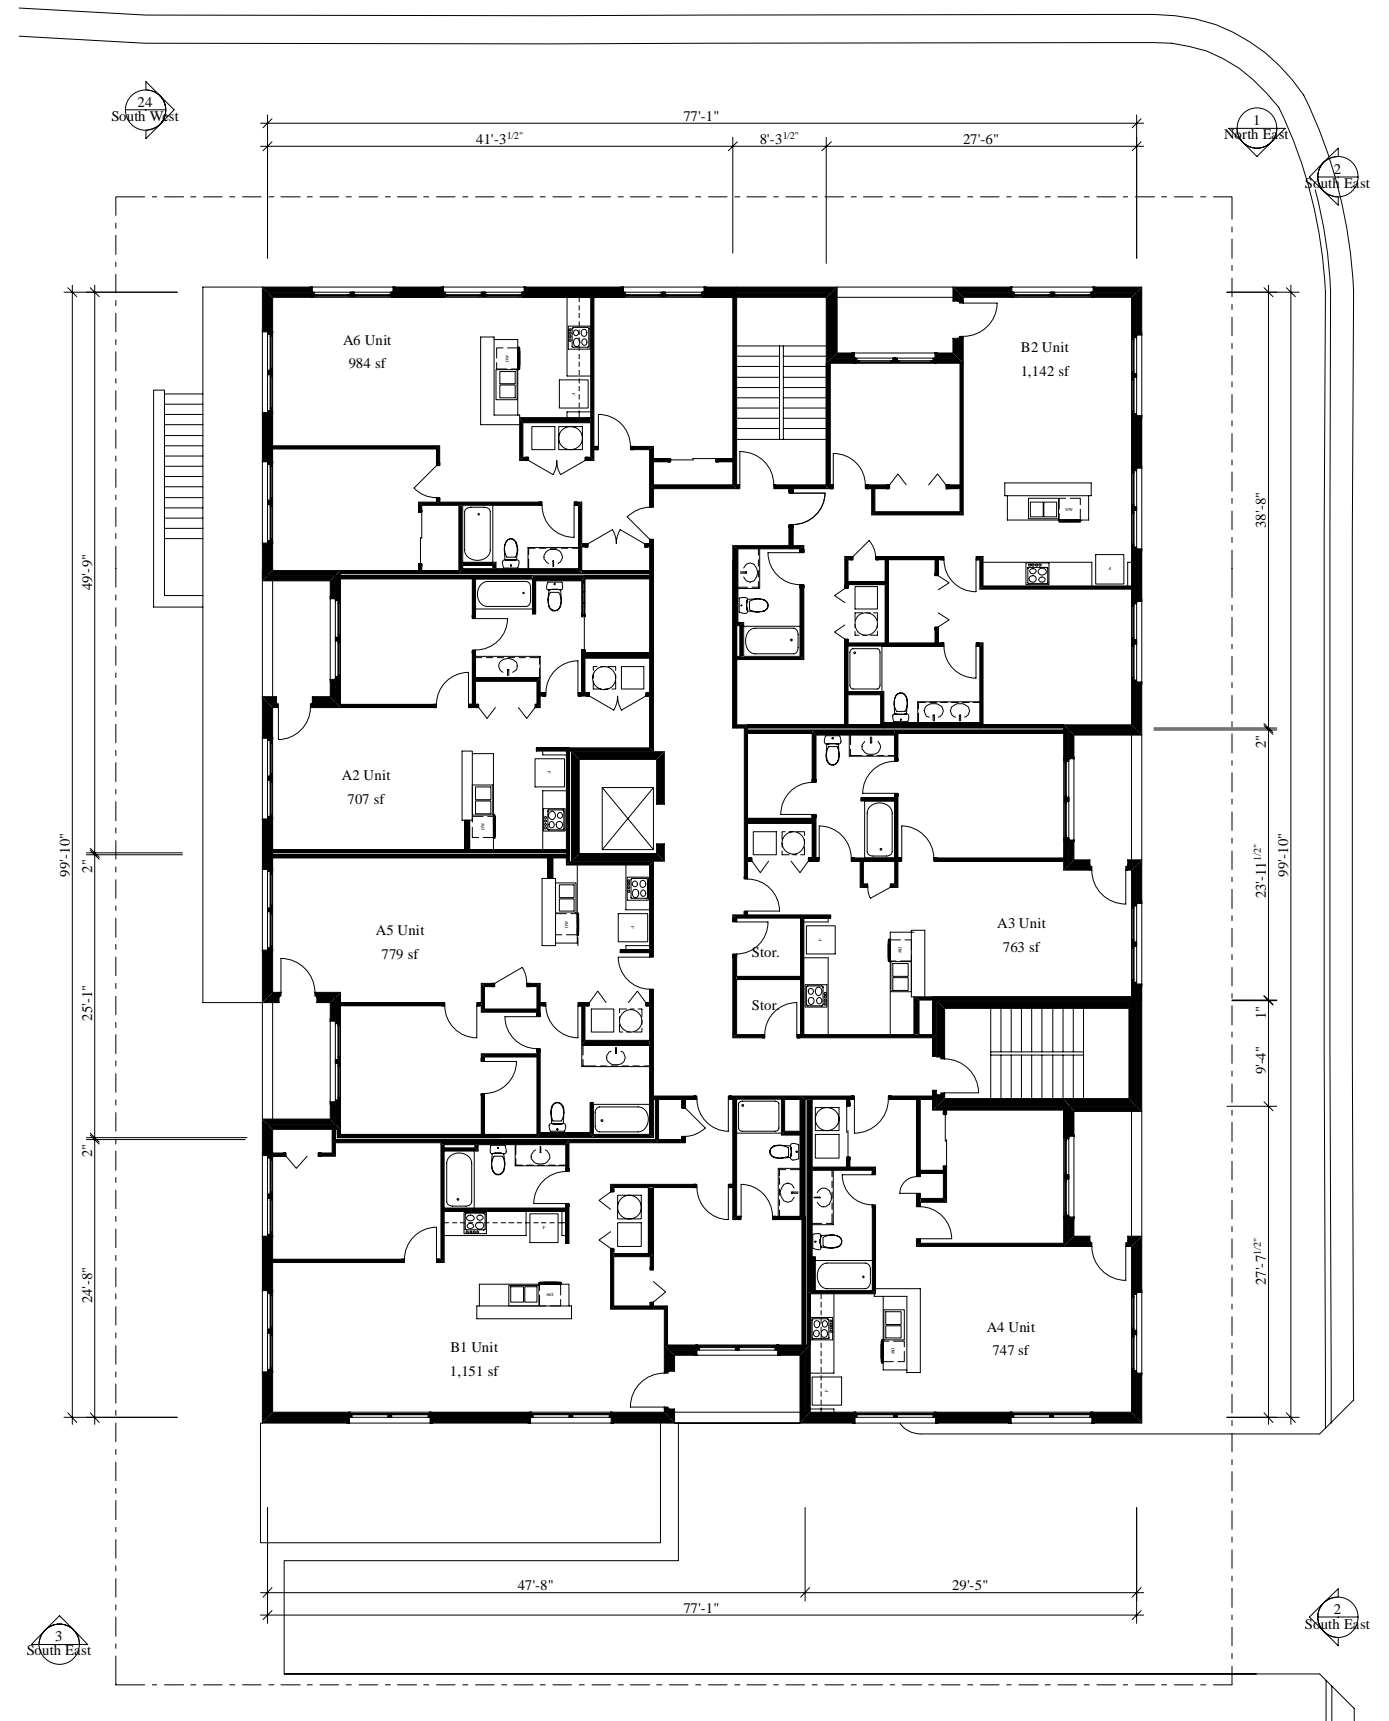 24
South West
77'-1"
41'-3 1/2"
8'-3 1/2"
27'-6"
1
North East
2
South East
A6 Unit
984 sf
B2 Unit
1,142 sf
DW
F
DW
F
38'-8"
49'-9"
99'-10"
2"
A2 Unit
707 sf
F
DW
2"
23'-11 1/2"
99'-10"
A5 Unit
779 sf
DW
F
A3 Unit
763 sf
F
Stor.
Stor.
25'-1"
1"
9'-4"
2"
24'-8"
27'-7 1/2"
F
B1 Unit
1,151 sf
A4 Unit
747 sf
F
47'-8"
29'-5"
77'-1"
3
South East
2
South East